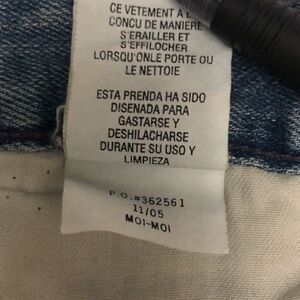 CE VETEMENT A
CONCU DE MANIERE
S'ERAILLER ET
S'EFFILOCHER
LORSQU'ONLE PORTE OU
LE NETTOIE
ESTA PRENDA HA SIDO
DISENADA PARA
GASTARSE Y
DESHILACHARSE
DURANTE SU USO Y
LIMPIEZA
P.O.#362561
11/05
MOI-MOI